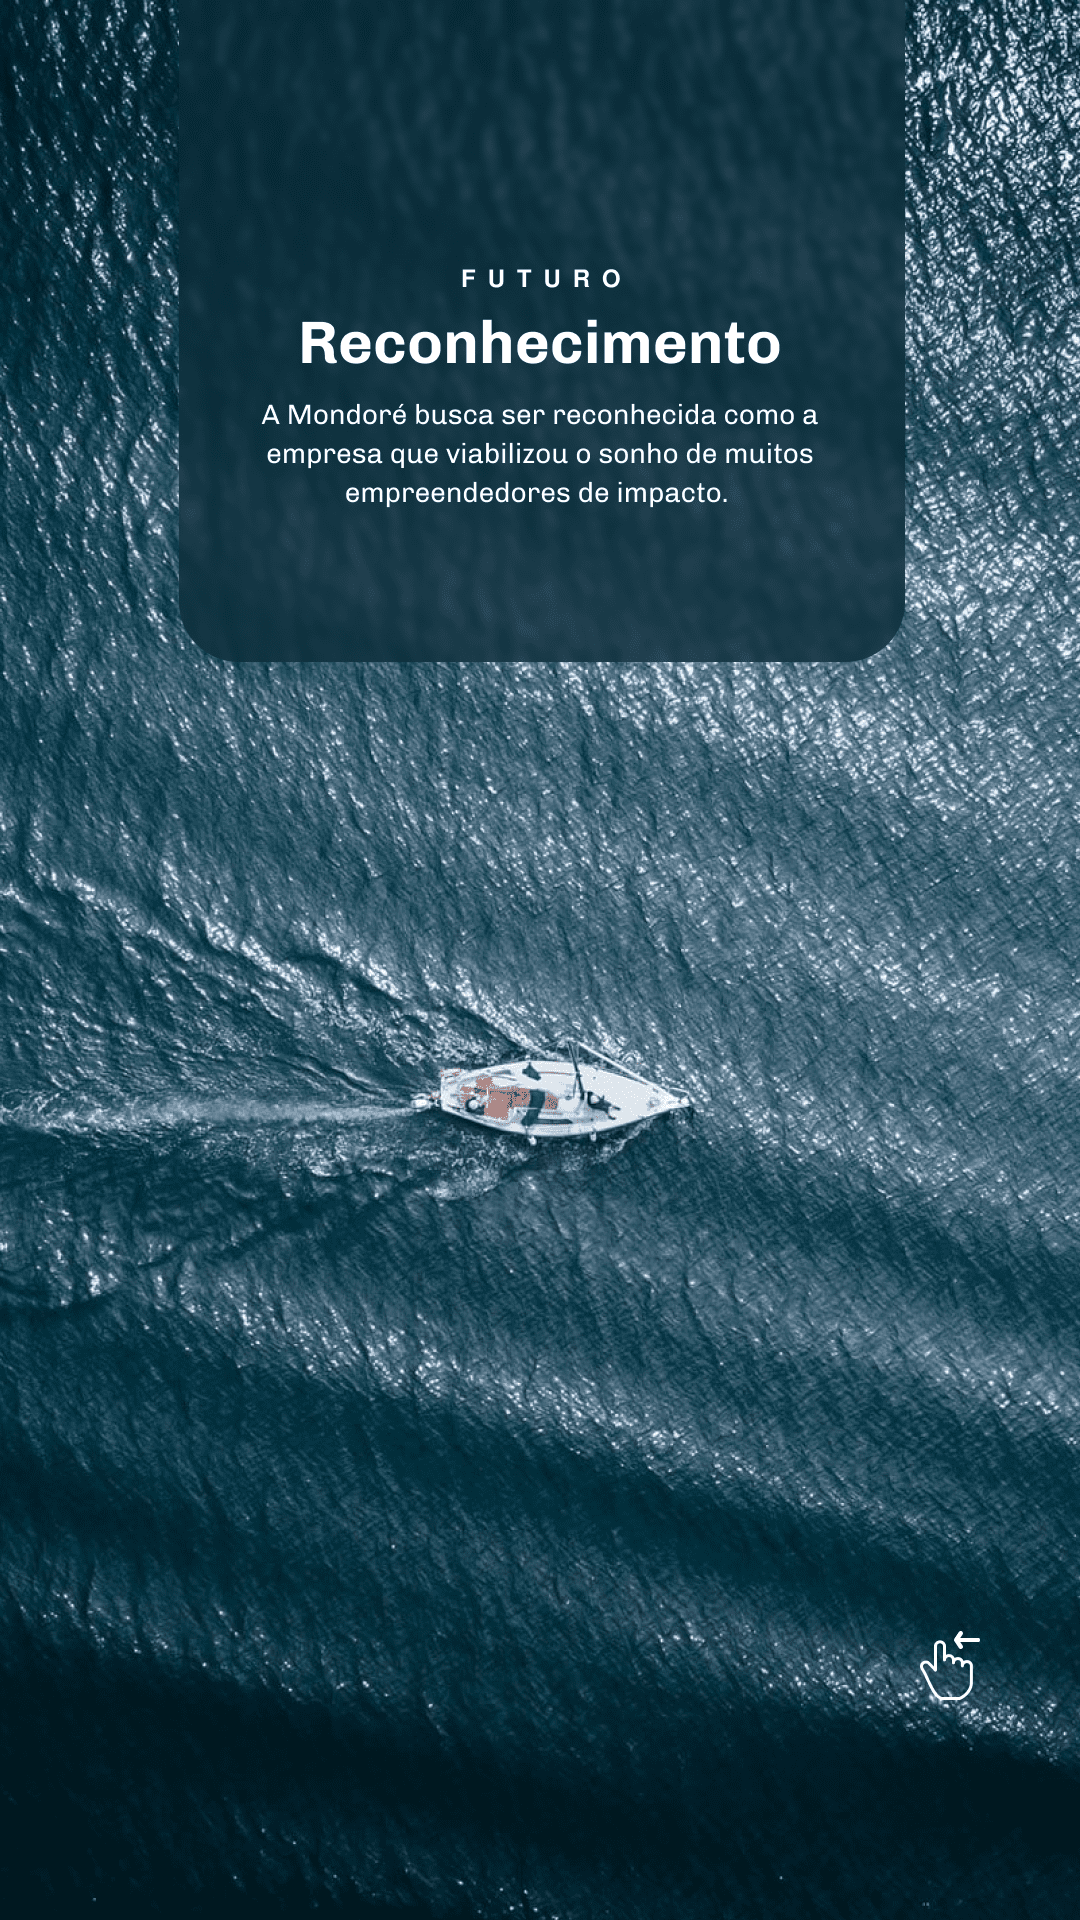 FUTURO
Reconhecimento
A Mondoré busca ser reconhecida como a
empresa que viabilizou o sonho de muitos
empreendedores de impacto.